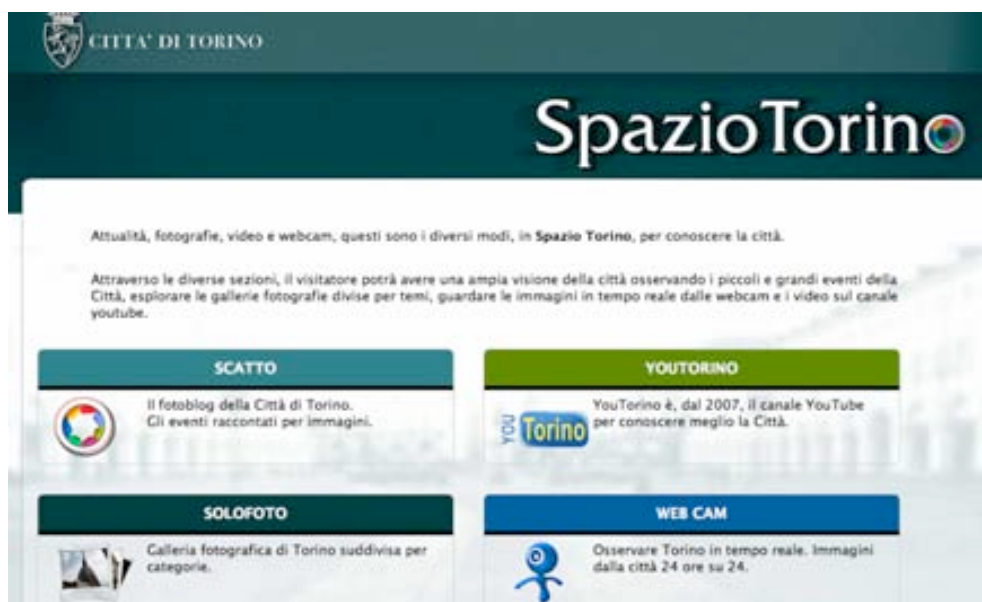 CITTA' DI TORINO
SpazioTorino
Attualità, fotografie, video e webcam, questi sono i diversi modi, in Spazio Torino, per conoscere la città.
Attraverso le diverse sezioni, il visitatore potrà avere una ampia visione della città osservando i piccoli e grandi eventi della
Città, esplorare le gallerie fotografie divise per temi, guardare le immagini in tempo reale dalle webcam e i video sul canale
youtube.
SCATTO
Il fotoblog della Città di Torino.
Gli eventi raccontati per immagini.
YOUTORINO
YOU Torino
YouTorino è, dal 2007, il canale YouTube
per conoscere meglio la Città.
SOLOFOTO
Galleria fotografica di Torino suddivisa per
categorie.
WEB CAM
Osservare Torino in tempo reale. Immagini
dalla città 24 ore su 24.